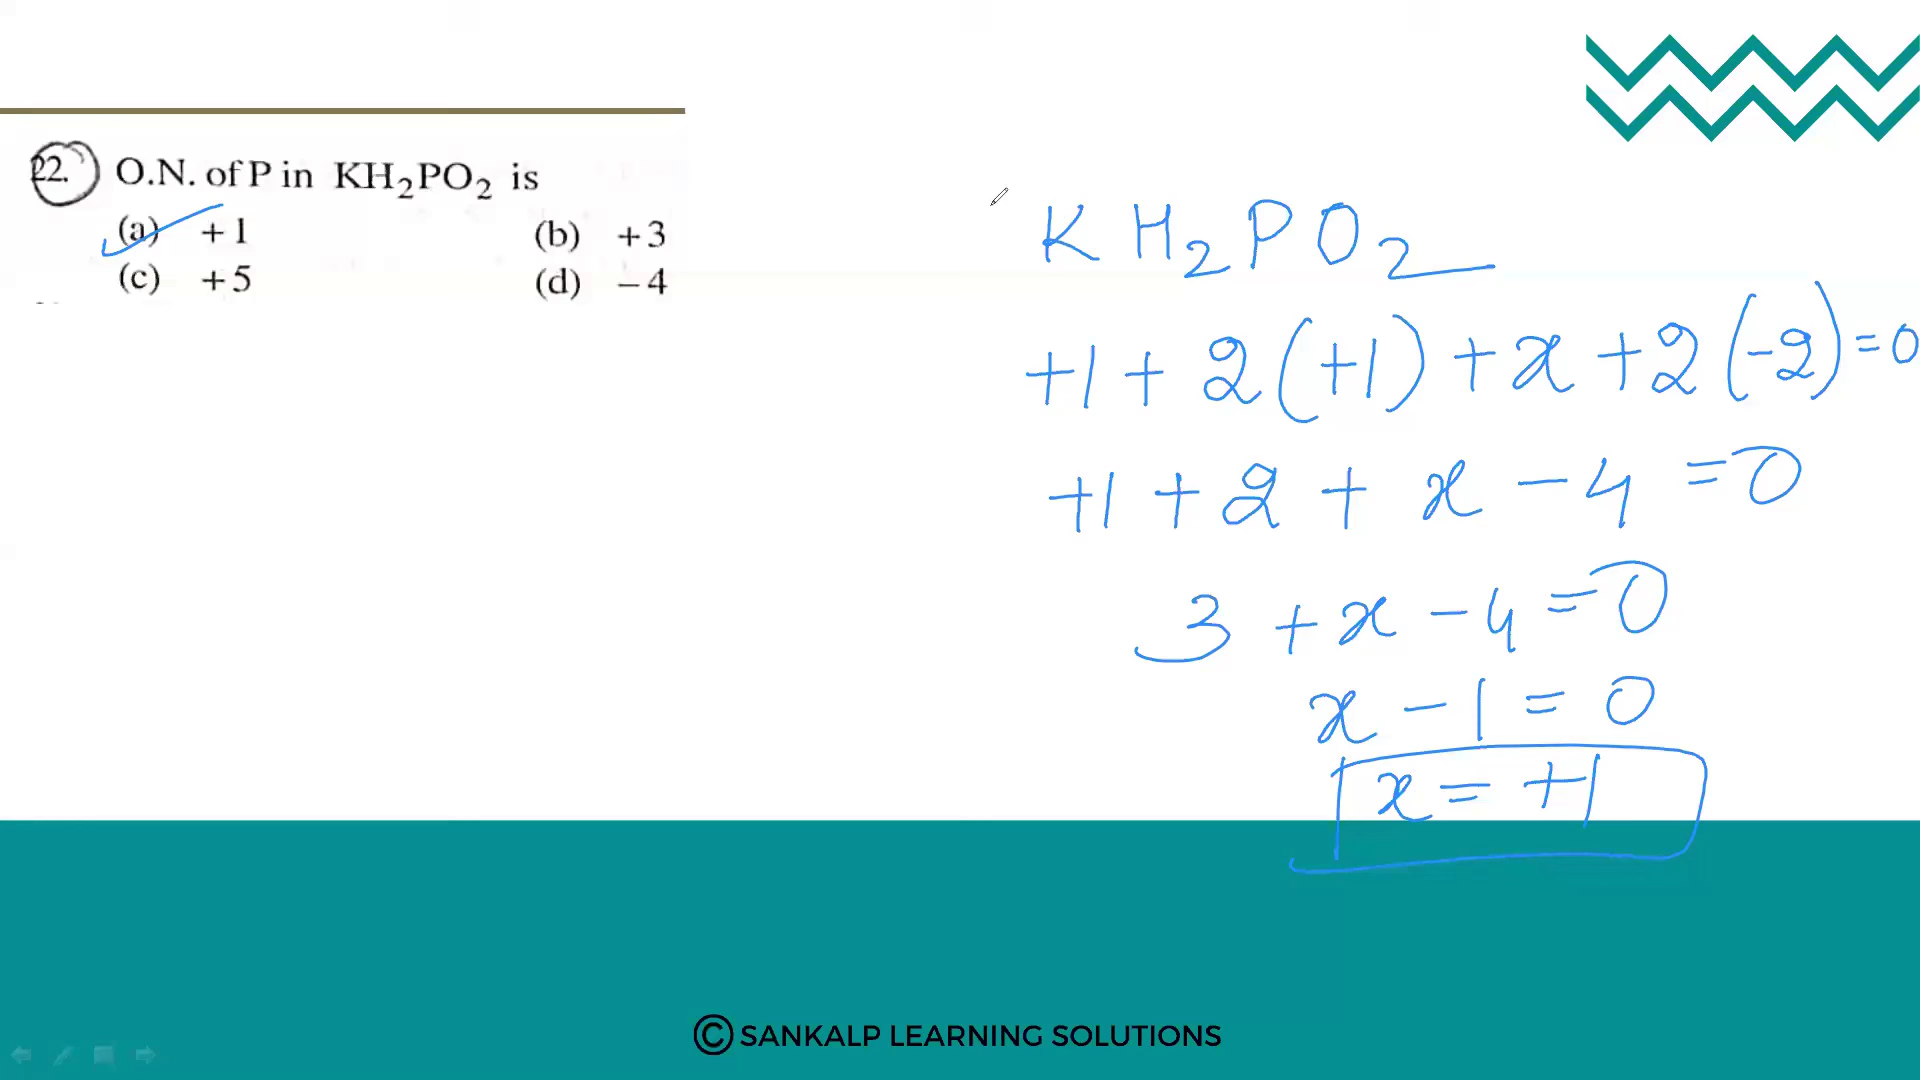 22. O.N. of P in KH₂PO₂ is
(a) +1 (b) +3
(c) +5 (d) –4
KH₂PO₂
+1 + 2(+1) + x + 2(-2) = 0
+1 + 2 + x - 4 = 0
3 + x - 4 = 0
x - 1 = 0
x = +1
© SANKALP LEARNING SOLUTIONS